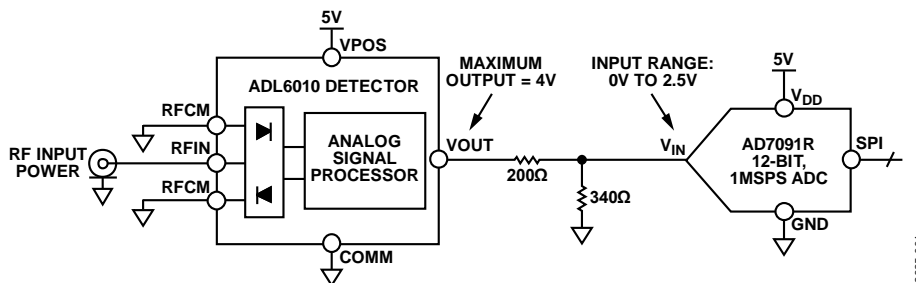 5V
VPOS
ADL6010 DETECTOR
RFCM
RF INPUT
POWER
RFIN
RFCM
ANALOG
SIGNAL
PROCESSOR
COMM
MAXIMUM
OUTPUT = 4V
VOUT
200Ω
340Ω
INPUT RANGE:
0V TO 2.5V
VIN
5V
VDD
AD7091R
12-BIT,
1MSPS ADC
SPI
GND